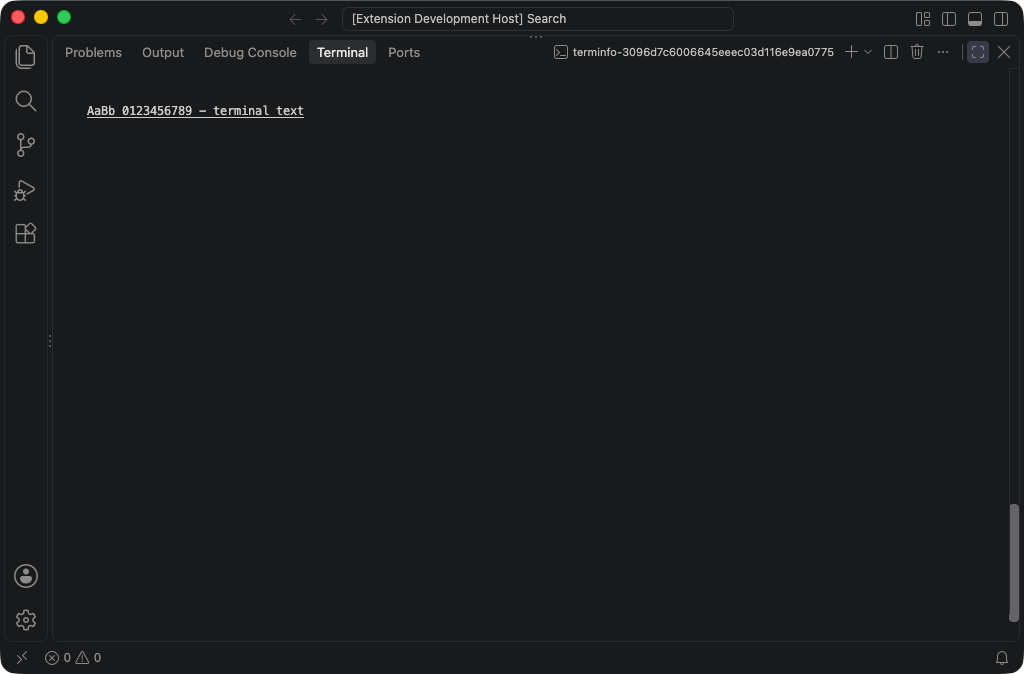 [Extension Development Host] Search
Problems Output Debug Console Terminal Ports
terminfo-3096d7c6006645eeec03d116e9ea0775
AaBb 0123456789 — terminal text
0 0